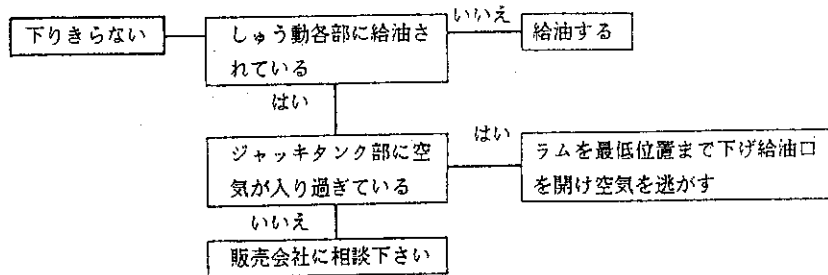 下りきらない
しゅう動各部に給油さ
れている
いいえ
給油する
はい
ジャッキタンク部に空
気が入り過ぎている
はい
ラムを最低位置まで下げ給油口
を開け空気を逃がす
いいえ
販売会社に相談下さい